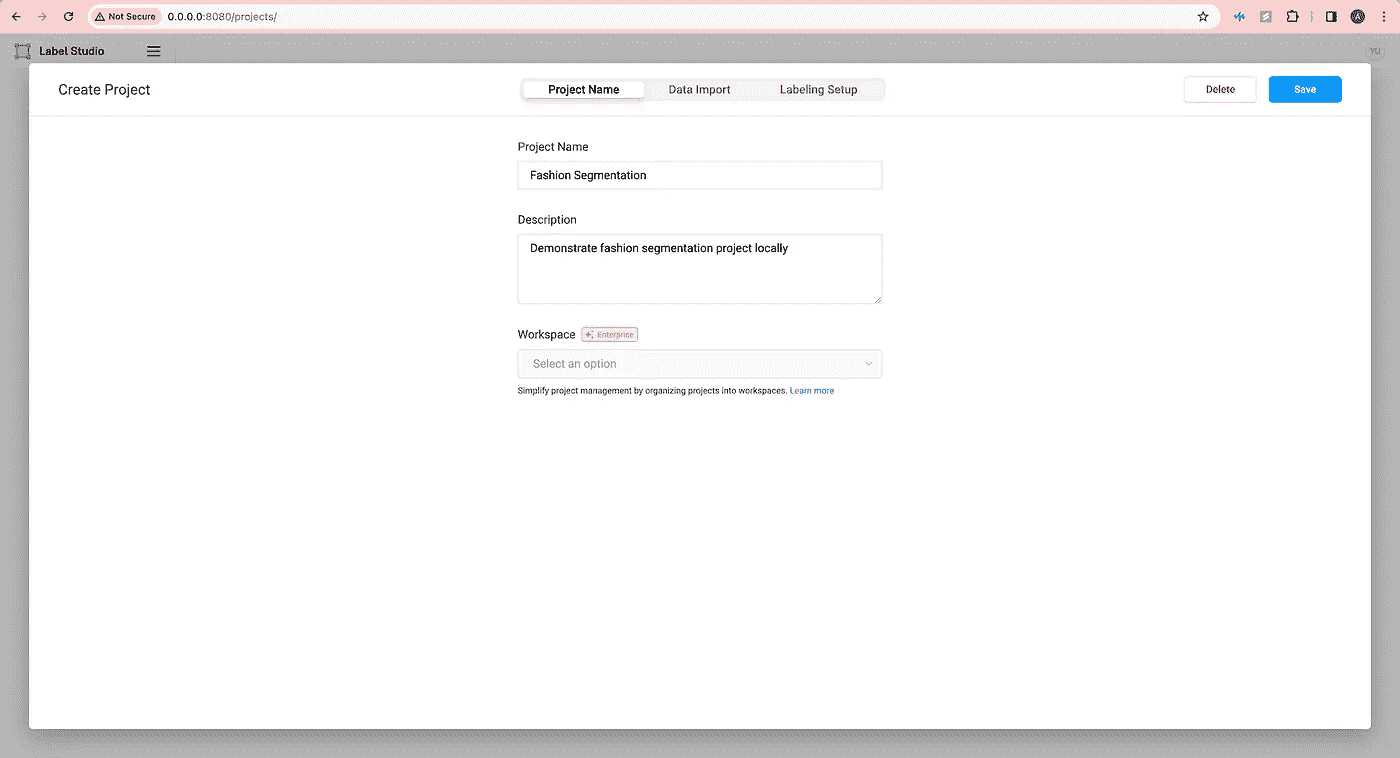 Not Secure 0.0.0.0:8080/projects/
Label Studio
YU
Create Project
Project Name Data Import Labeling Setup
Delete Save
Project Name
Fashion Segmentation
Description
Demonstrate fashion segmentation project locally
Workspace Enterprise
Select an option
Simplify project management by organizing projects into workspaces. Learn more